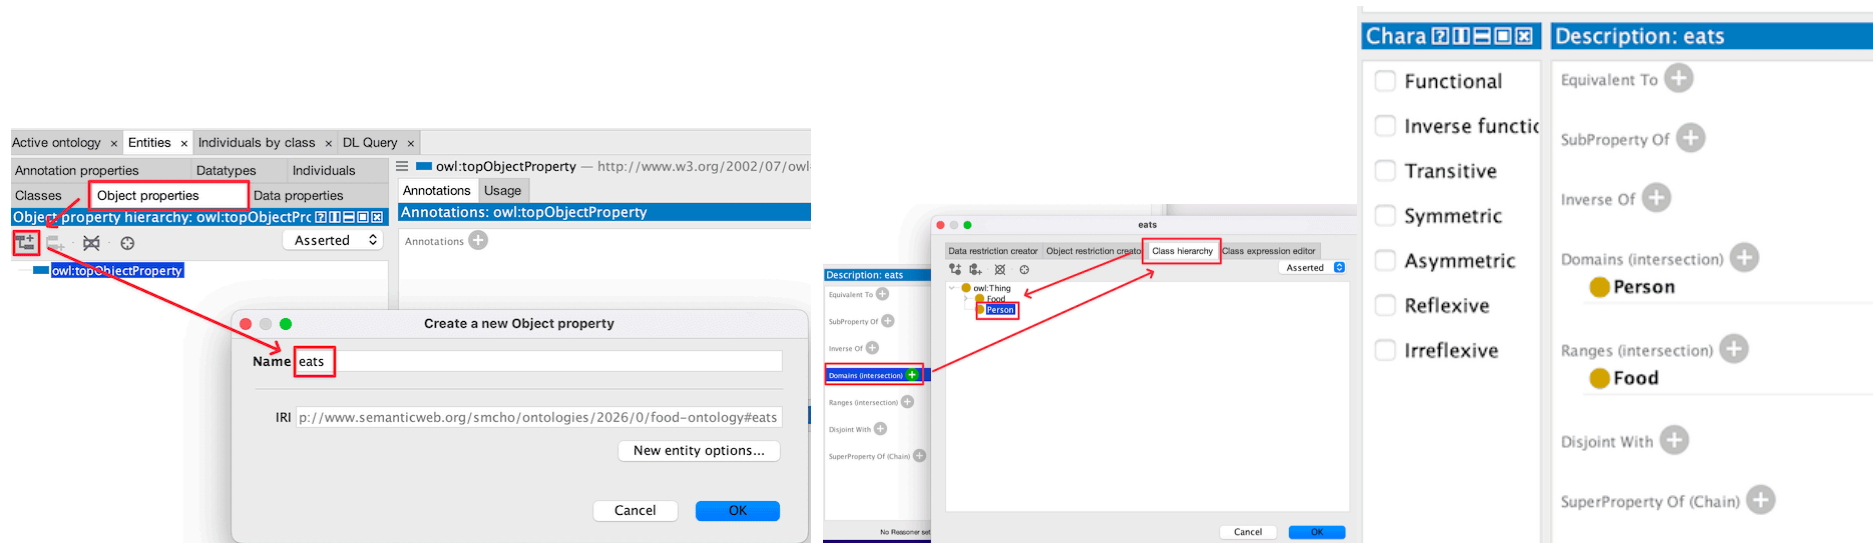 Active ontology × Entities × Individuals by class × DL Query ×
Annotation properties Datatypes Individuals
Classes Object properties Data properties
Object property hierarchy: owl:topObjectPrc
Asserted
owl:topObjectProperty
owl:topObjectProperty — http://www.w3.org/2002/07/owl
Annotations Usage
Annotations: owl:topObjectProperty
Annotations
Create a new Object property
Name eats
IRI p://www.semanticweb.org/smcho/ontologies/2026/0/food-ontology#eats
New entity options...
Cancel OK
Description: eats
Equivalent To
SubProperty Of
Inverse Of
Domains (intersection)
Ranges (intersection)
Disjoint With
SuperProperty Of (Chain)
No Reasoner set
eats
Data restriction creator Object restriction creato Class hierarchy Class expression editor
Asserted
owl:Thing
Food
Person
Cancel OK
Chara
Functional
Inverse functio
Transitive
Symmetric
Asymmetric
Reflexive
Irreflexive
Description: eats
Equivalent To
SubProperty Of
Inverse Of
Domains (intersection)
Person
Ranges (intersection)
Food
Disjoint With
SuperProperty Of (Chain)